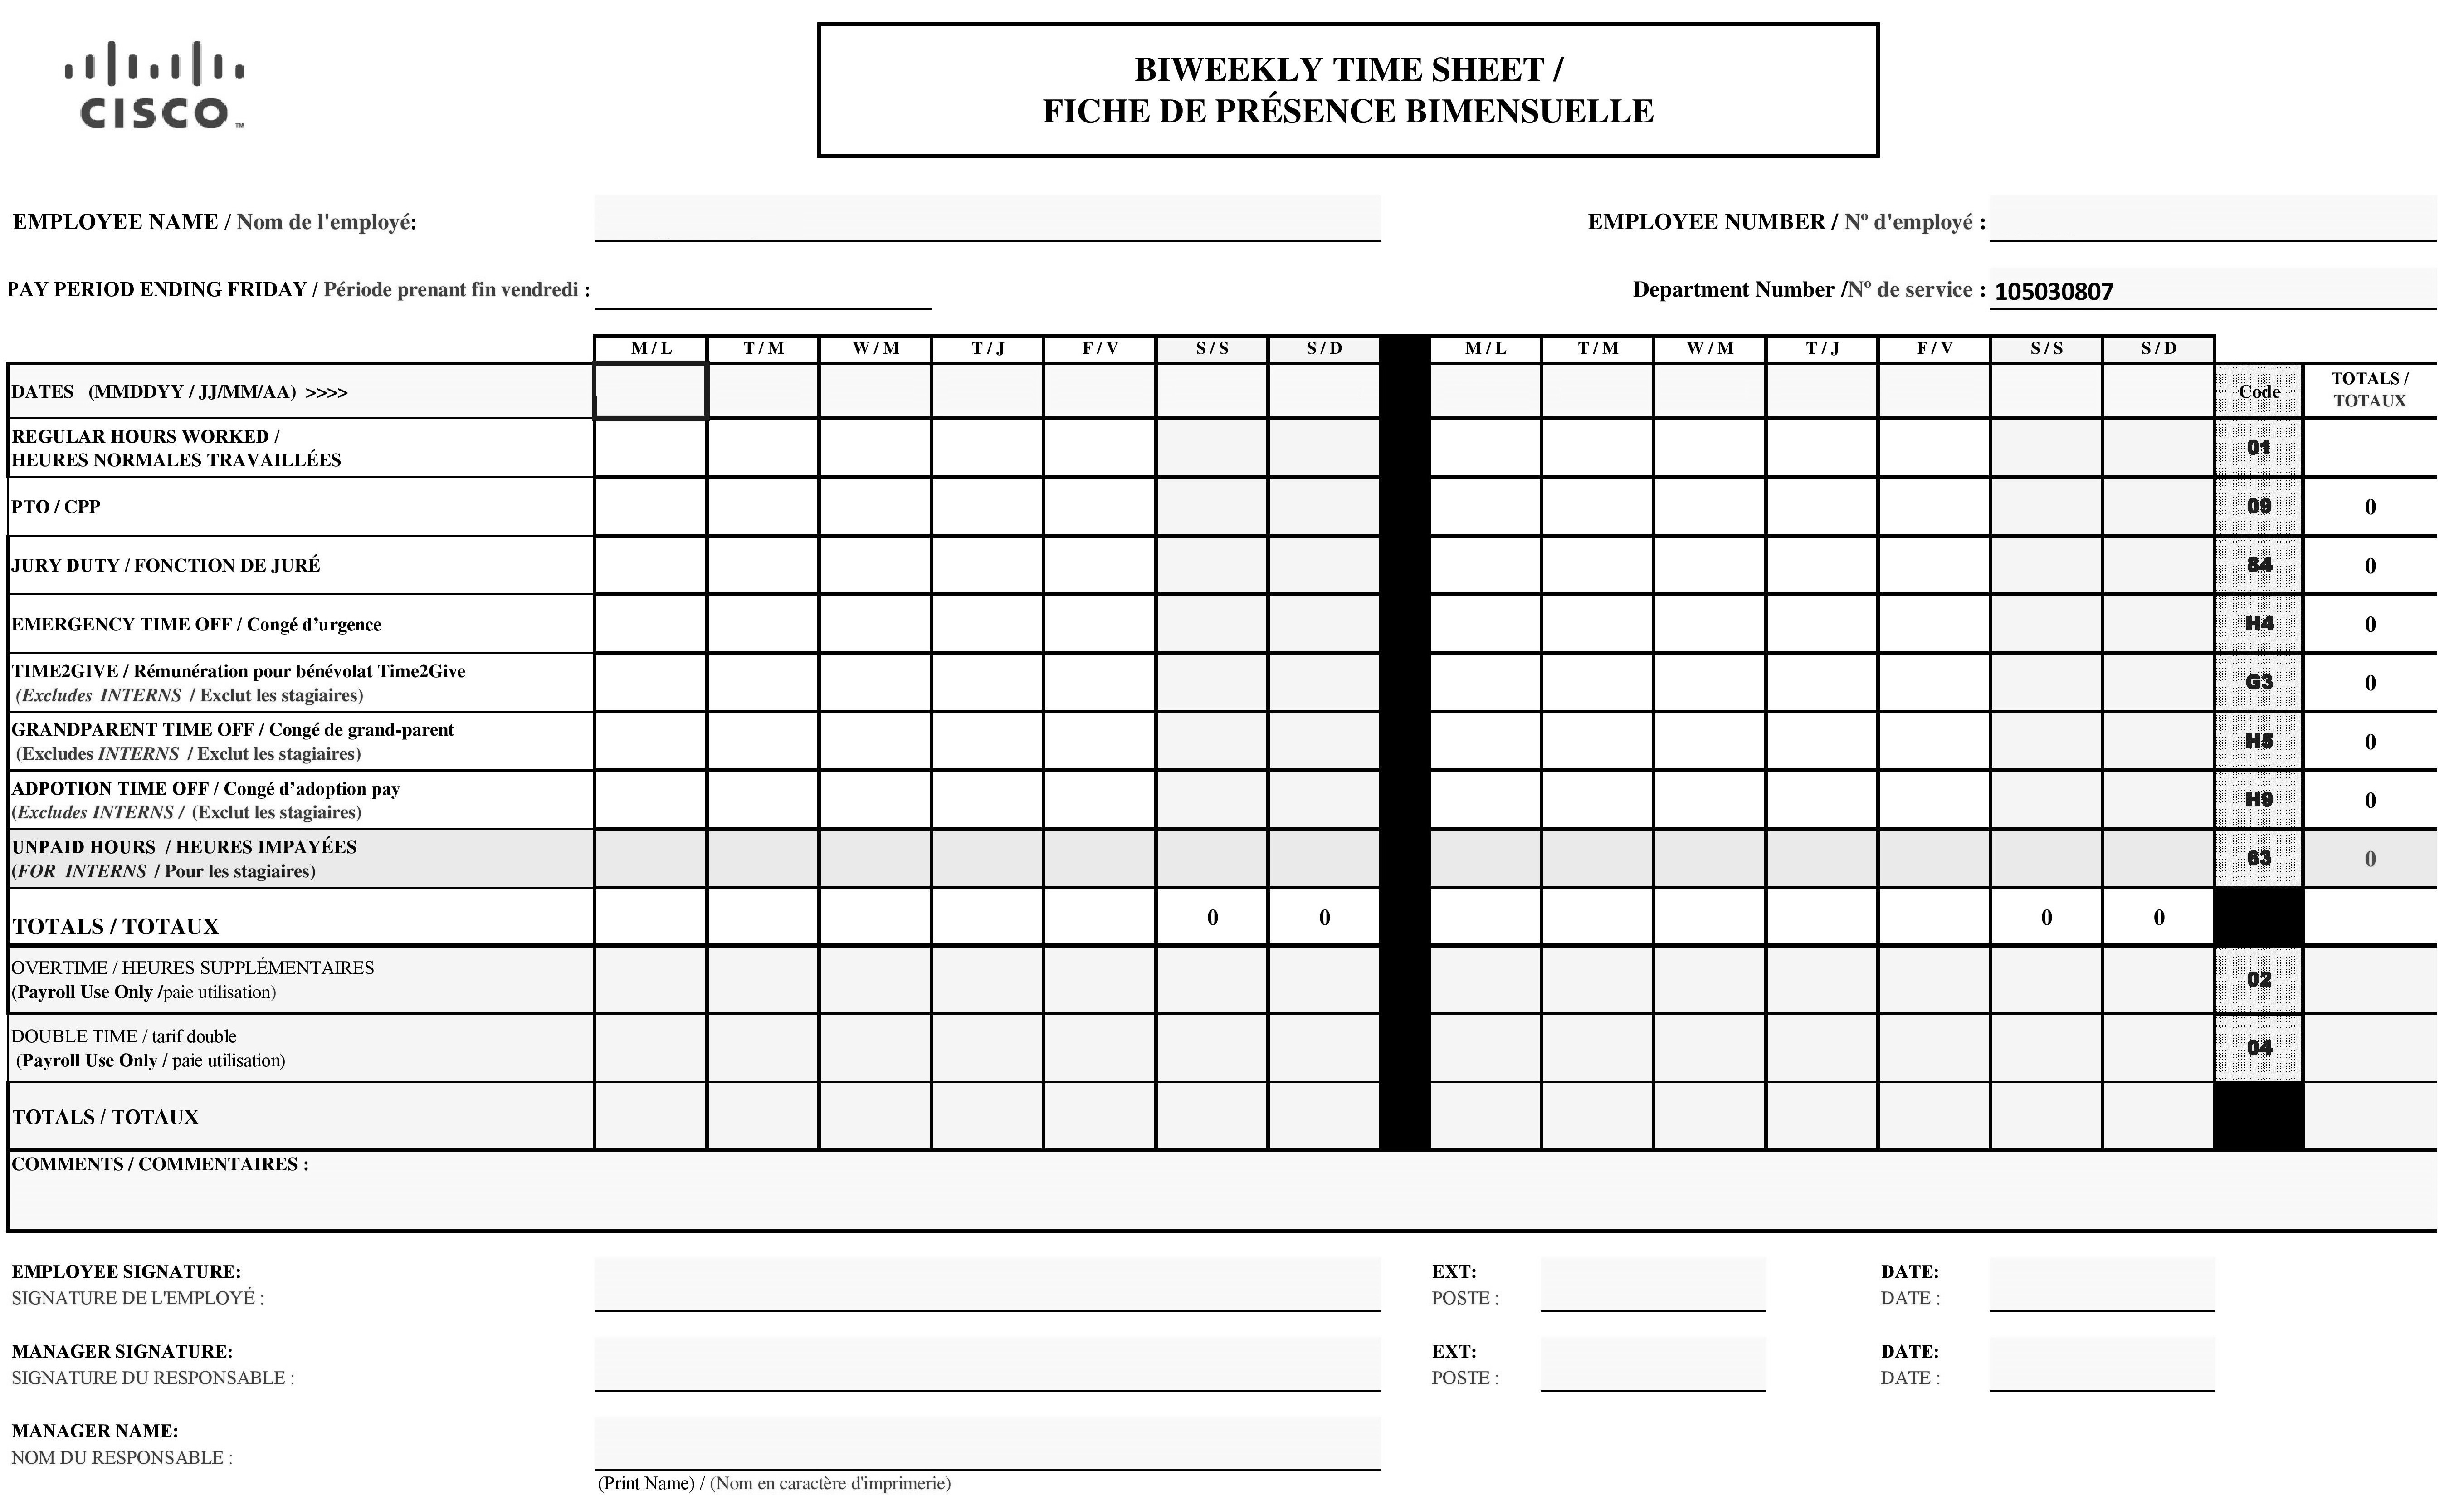 CISCO™
BIWEEKLY TIME SHEET /
FICHE DE PRÉSENCE BIMENSUELLE
EMPLOYEE NAME / Nom de l'employé:
EMPLOYEE NUMBER / Nº d'employé :
PAY PERIOD ENDING FRIDAY / Période prenant fin vendredi :
Department Number /Nº de service : 105030807
M / L T / M W / M T / J F / V S / S S / D M / L T / M W / M T / J F / V S / S S / D
DATES (MMDDYY / JJ/MM/AA) >>>> Code TOTALS /
TOTAUX
REGULAR HOURS WORKED /
HEURES NORMALES TRAVAILLÉES 01
PTO / CPP 09 0
JURY DUTY / FONCTION DE JURÉ 84 0
EMERGENCY TIME OFF / Congé d’urgence H4 0
TIME2GIVE / Rémunération pour bénévolat Time2Give
(Excludes INTERNS / Exclut les stagiaires) G3 0
GRANDPARENT TIME OFF / Congé de grand-parent
(Excludes INTERNS / Exclut les stagiaires) H5 0
ADPOTION TIME OFF / Congé d’adoption pay
(Excludes INTERNS / (Exclut les stagiaires) H9 0
UNPAID HOURS / HEURES IMPAYÉES
(FOR INTERNS / Pour les stagiaires) 63 0
TOTALS / TOTAUX 0 0 0 0
OVERTIME / HEURES SUPPLÉMENTAIRES
(Payroll Use Only /paie utilisation) 02
DOUBLE TIME / tarif double
(Payroll Use Only / paie utilisation) 04
TOTALS / TOTAUX
COMMENTS / COMMENTAIRES :
EMPLOYEE SIGNATURE: EXT: DATE:
SIGNATURE DE L'EMPLOYÉ : POSTE : DATE :
MANAGER SIGNATURE: EXT: DATE:
SIGNATURE DU RESPONSABLE : POSTE : DATE :
MANAGER NAME:
NOM DU RESPONSABLE :
(Print Name) / (Nom en caractère d'imprimerie)